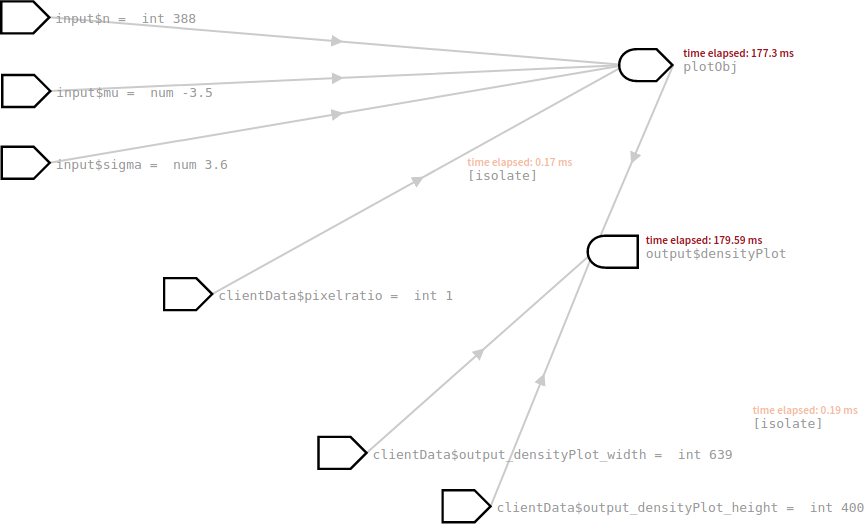 input$n =  int 388
time elapsed: 177.3 ms
plotObj
input$mu =  num -3.5
input$sigma =  num 3.6
time elapsed: 0.17 ms
[isolate]
time elapsed: 179.59 ms
output$densityPlot
clientData$pixelratio =  int 1
time elapsed: 0.19 ms
[isolate]
clientData$output_densityPlot_width =  int 639
clientData$output_densityPlot_height =  int 400